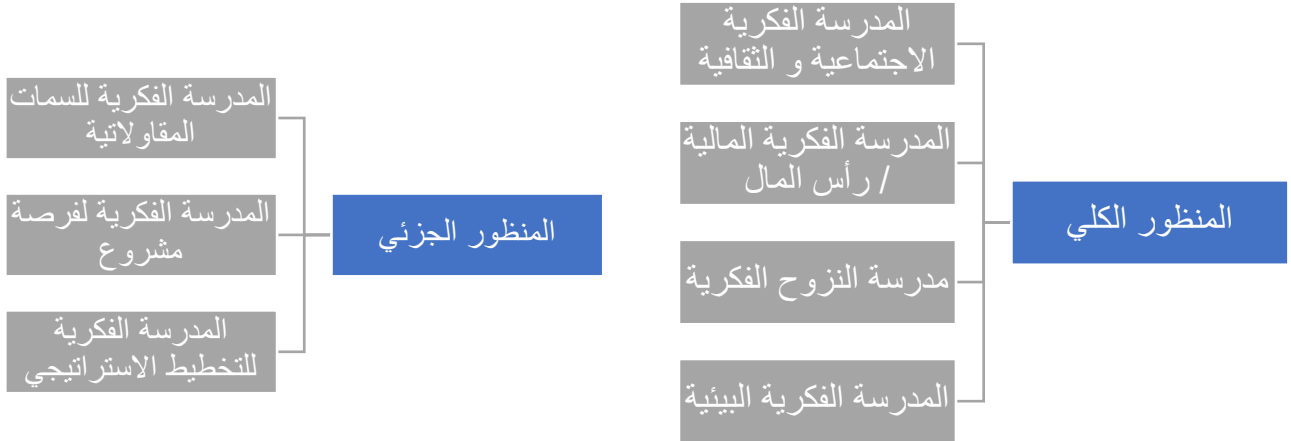 المنظور الكلي
المدرسة الفكرية
الاجتماعية و الثقافية
المدرسة الفكرية المالية
/ رأس المال
مدرسة النزوح الفكرية
المدرسة الفكرية البيئية
المنظور الجزئي
المدرسة الفكرية للسمات
المقاولاتية
المدرسة الفكرية لفرصة
مشروع
المدرسة الفكرية
للتخطيط الاستراتيجي